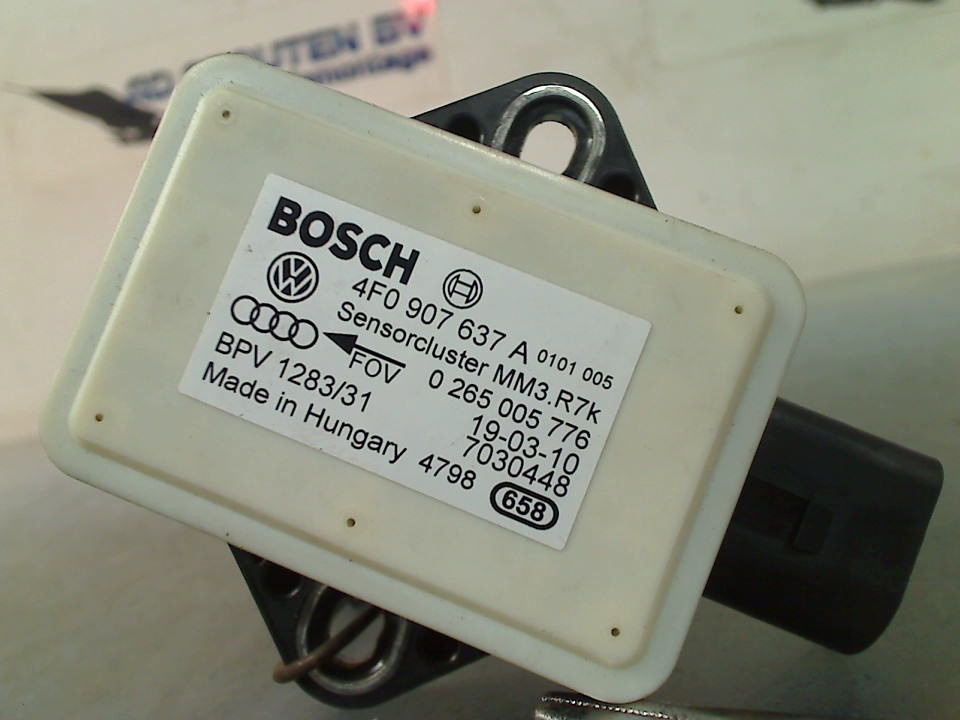 BOSCH
4F0 907 637 A 0101 005
Sensorcluster MM3.R7k
FOV 0 265 005 776
BPV 1283/31 19-03-10
7030448
Made in Hungary 4798 658